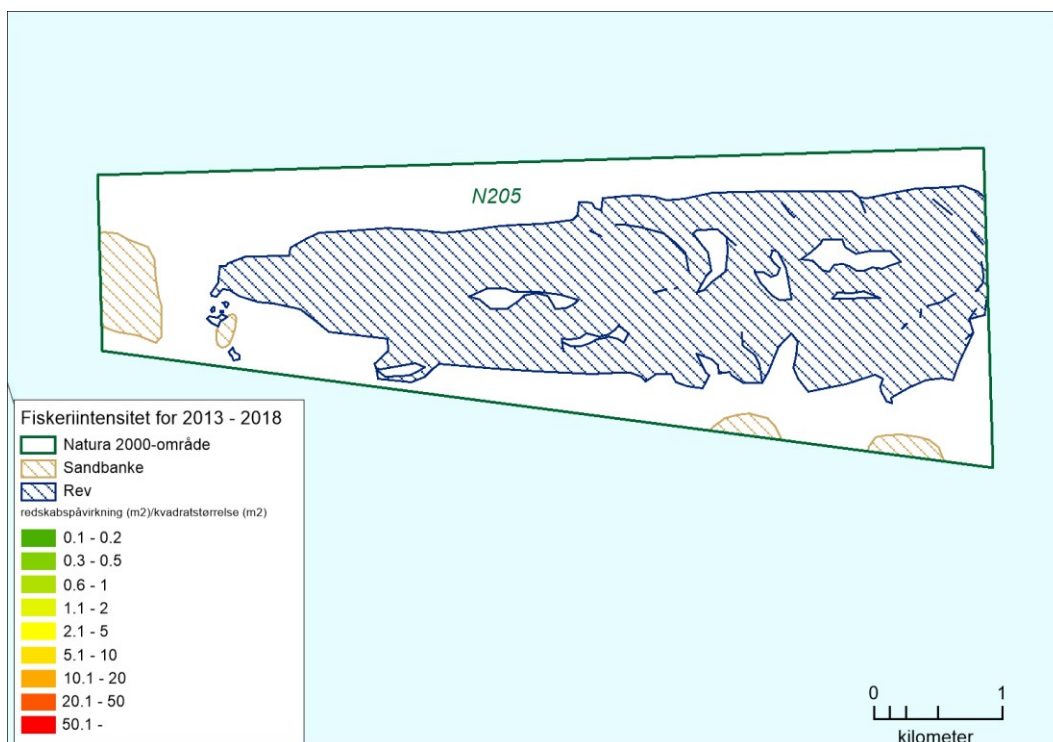 N205
Fiskeriintensitet for 2013 - 2018
Natura 2000-område
Sandbanke
Rev
redskabspåvirkning (m2)/kvadratstørrelse (m2)
0.1 - 0.2
0.3 - 0.5
0.6 - 1
1.1 - 2
2.1 - 5
5.1 - 10
10.1 - 20
20.1 - 50
50.1 -
0 1
kilometer